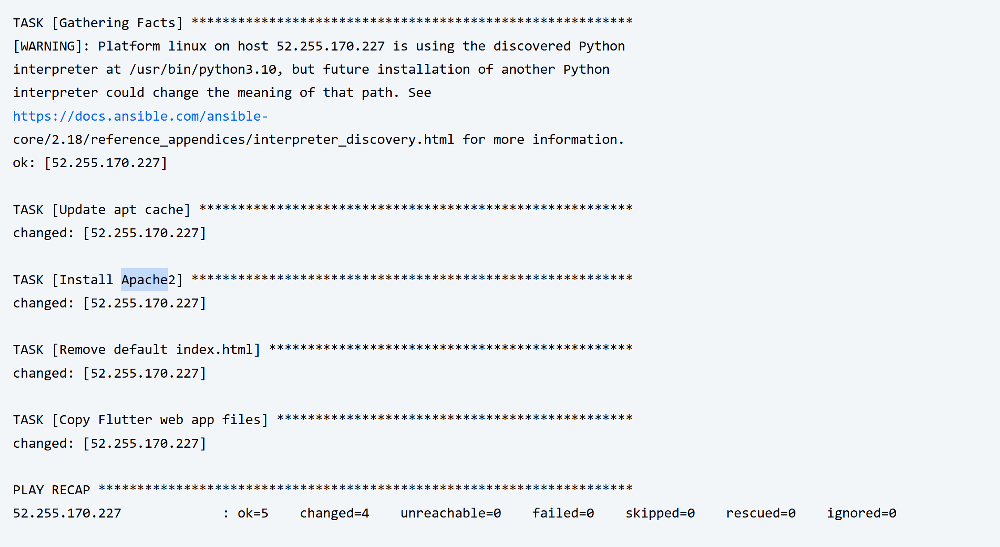 TASK [Gathering Facts] *********************************************************
[WARNING]: Platform linux on host 52.255.170.227 is using the discovered Python
interpreter at /usr/bin/python3.10, but future installation of another Python
interpreter could change the meaning of that path. See
https://docs.ansible.com/ansible-
core/2.18/reference_appendices/interpreter_discovery.html for more information.
ok: [52.255.170.227]
TASK [Update apt cache] ********************************************************
changed: [52.255.170.227]
TASK [Install Apache2] *********************************************************
changed: [52.255.170.227]
TASK [Remove default index.html] ***********************************************
changed: [52.255.170.227]
TASK [Copy Flutter web app files] **********************************************
changed: [52.255.170.227]
PLAY RECAP *********************************************************************
52.255.170.227             : ok=5    changed=4    unreachable=0    failed=0    skipped=0    rescued=0    ignored=0